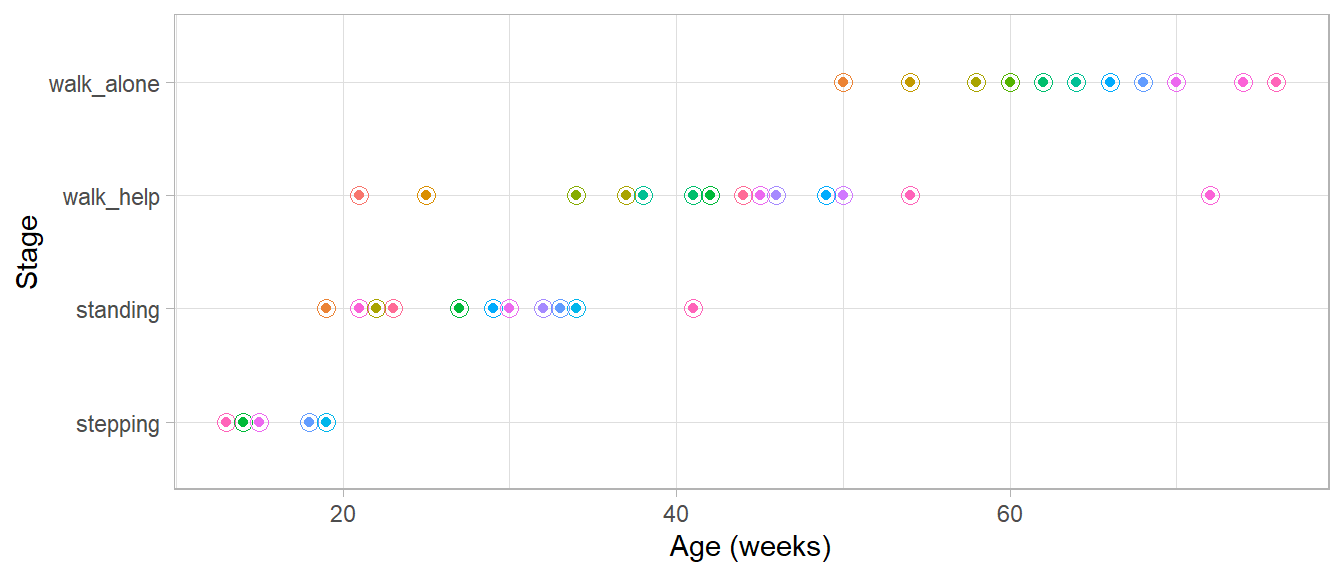 walk_alone
walk_help
standing
stepping
Stage
20 40 60
Age (weeks)